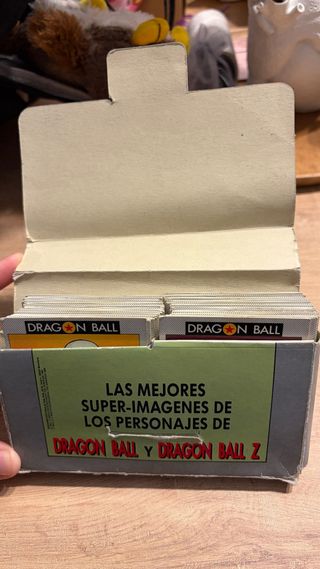 DRAGON BALL
DRAGON BALL
LAS MEJORES
SUPER-IMAGENES DE
LOS PERSONAJES DE
DRAGON BALL Y DRAGON BALL Z